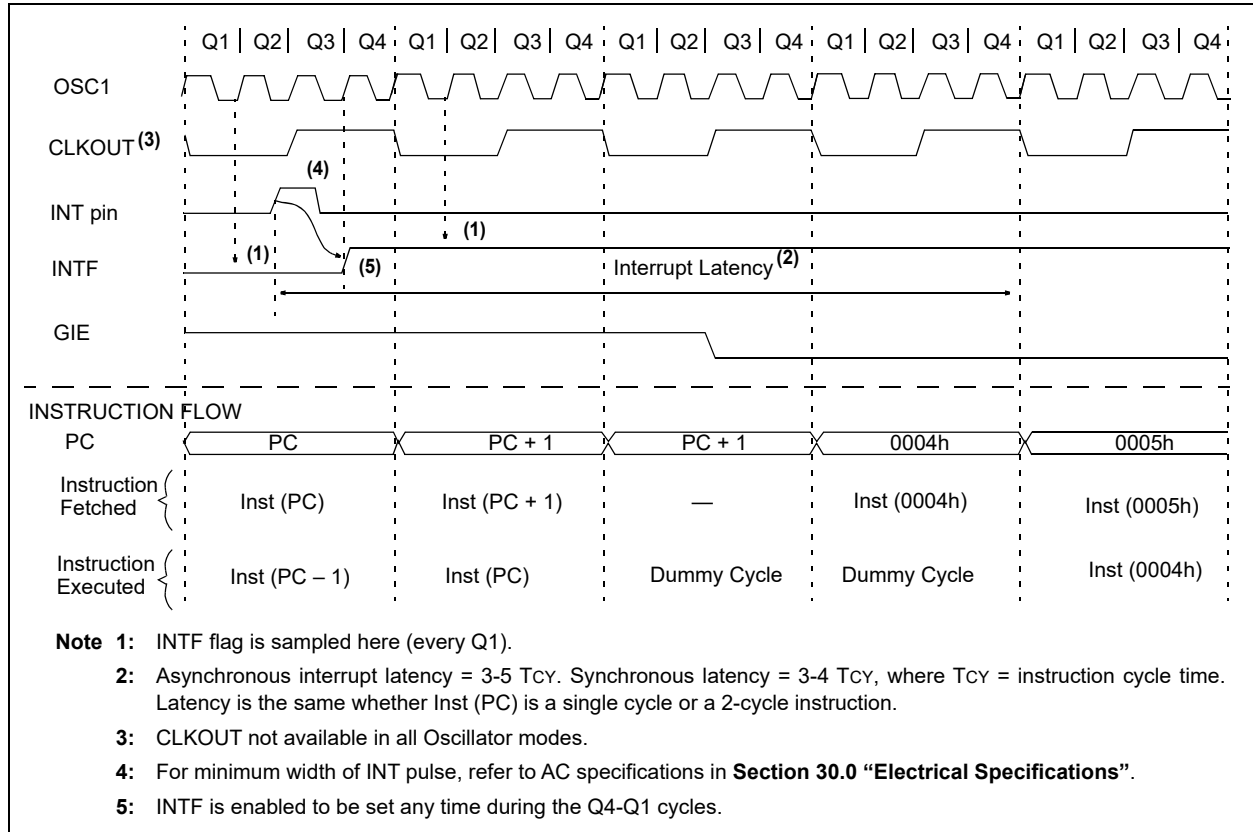 Q1 Q2 Q3 Q4 Q1 Q2 Q3 Q4 Q1 Q2 Q3 Q4 Q1 Q2 Q3 Q4 Q1 Q2 Q3 Q4
OSC1
CLKOUT (3)
(4)
INT pin
(1)
(1)
INTF
(5)
Interrupt Latency (2)
GIE
INSTRUCTION FLOW
PC PC PC + 1 PC + 1 0004h 0005h
Instruction Fetched Inst (PC) Inst (PC + 1) — Inst (0004h) Inst (0005h)
Instruction Executed Inst (PC – 1) Inst (PC) Dummy Cycle Dummy Cycle Inst (0004h)
Note 1: INTF flag is sampled here (every Q1).
2: Asynchronous interrupt latency = 3-5 TCY. Synchronous latency = 3-4 TCY, where TCY = instruction cycle time.
Latency is the same whether Inst (PC) is a single cycle or a 2-cycle instruction.
3: CLKOUT not available in all Oscillator modes.
4: For minimum width of INT pulse, refer to AC specifications in Section 30.0 “Electrical Specifications”.
5: INTF is enabled to be set any time during the Q4-Q1 cycles.